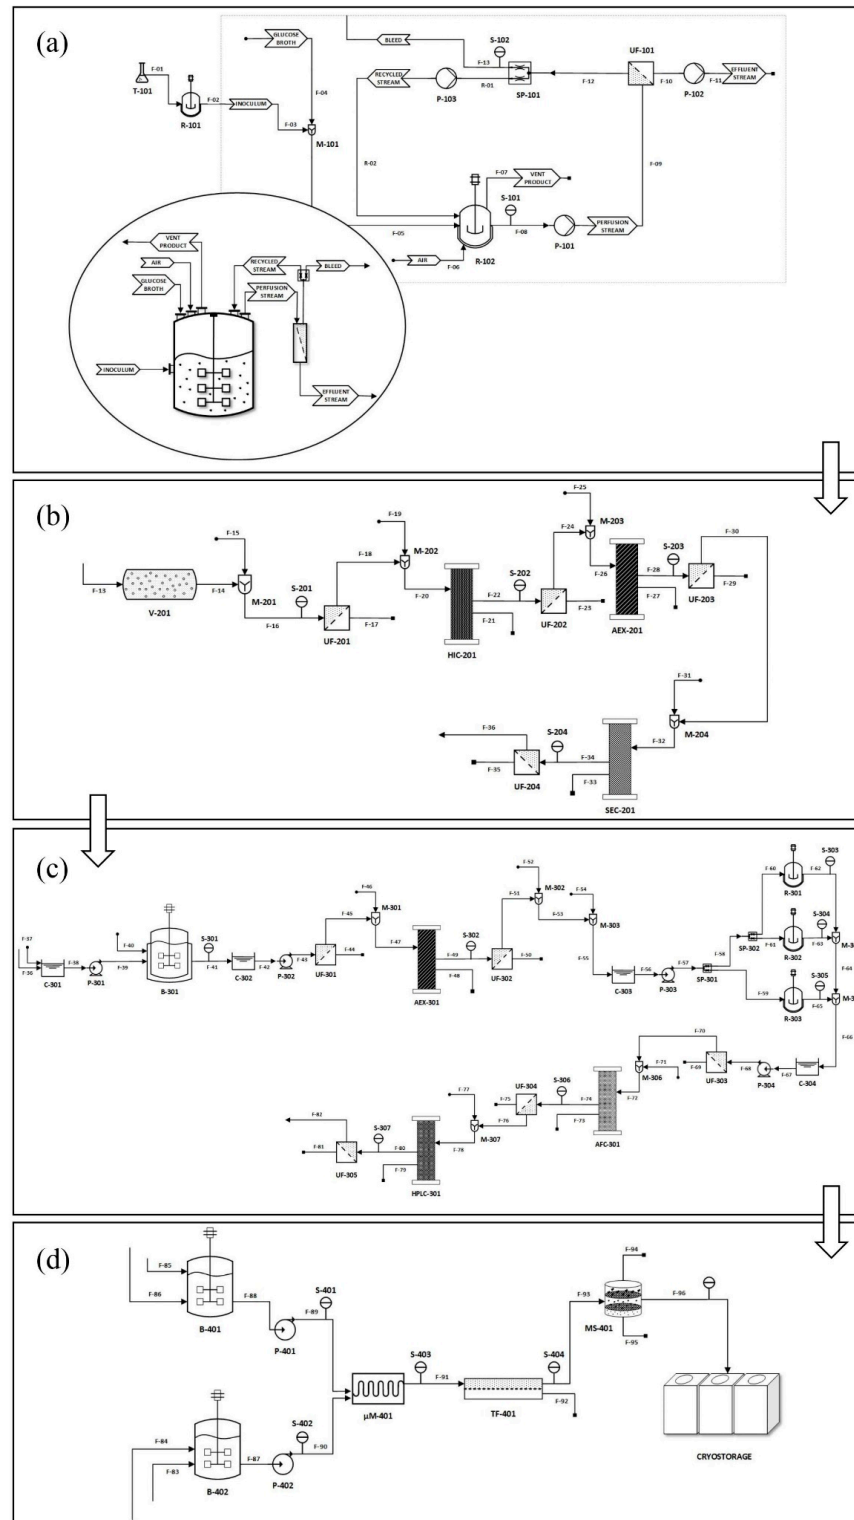 (a)
GLUCOSE BROTH
BLEED
S-102
F-13
UF-101
F-01
T-101
F-02
INOCULUM
F-03
F-04
R-101
M-101
RECYCLED STREAM
P-103
R-01
SP-101
F-12
F-10
P-102
F-11
EFFLUENT STREAM
R-02
F-09
F-07
VENT PRODUCT
S-101
F-05
F-08
P-101
PERFUSION STREAM
AIR
F-06
R-102
VENT PRODUCT
AIR
GLUCOSE BROTH
RECYCLED STREAM
BLEED
PERFUSION STREAM
INOCULUM
EFFLUENT STREAM
(b)
F-25
F-19
F-15
M-203
F-24
F-30
F-18
M-202
S-203
F-13
F-14
V-201
M-201
S-201
F-16
UF-201
F-17
F-20
S-202
F-22
F-21
HIC-201
UF-202
F-23
F-26
F-28
F-27
AEX-201
F-29
UF-203
F-31
M-204
F-32
F-36
S-204
F-34
F-35
F-33
UF-204
SEC-201
(c)
F-52
F-54
F-46
M-301
F-51
M-302
F-53
M-303
F-60
F-62
S-303
R-301
F-37
F-36
F-38
C-301
P-301
F-40
F-39
B-301
S-301
F-41
C-302
F-42
P-302
F-43
F-45
F-44
UF-301
F-47
S-302
F-49
F-48
AEX-301
F-50
UF-302
F-55
C-303
F-56
P-303
F-57
SP-301
F-58
SP-302
F-61
R-302
S-304
F-63
M-3
F-64
F-59
R-303
S-305
F-65
M-3
F-66
F-70
F-71
F-69
UF-303
F-68
P-304
F-67
C-304
M-306
F-72
S-306
F-74
F-73
AFC-301
UF-304
F-75
F-76
F-77
M-307
F-78
S-307
F-80
F-79
HPLC-301
F-82
F-81
UF-305
(d)
F-85
F-86
F-88
B-401
P-401
S-401
F-89
F-94
F-93
F-96
MS-401
F-95
S-403
F-91
S-404
F-92
µM-401
TF-401
S-402
F-90
F-84
F-83
F-87
B-402
P-402
CRYOSTORAGE